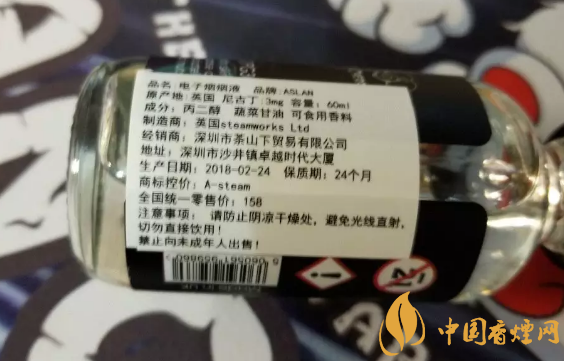 品名:电子烟烟液 品牌:ASLAN
原产地:英国 尼古丁:3mg 容量:60ml
成分:丙二醇 蔬菜甘油 可食用香料
制造商:英国steamworks Ltd
经销商:深圳市茶山下贸易有限公司
地址:深圳市沙井镇卓越时代大厦
生产日期:2018-02-24 保质期:24个月
商标控价:A-steam
全国统一零售价:158
注意事项: 请防止阴凉干燥处,避免光线直射,
切勿直接饮用!
禁止向未成年人出售!
中国香烟网